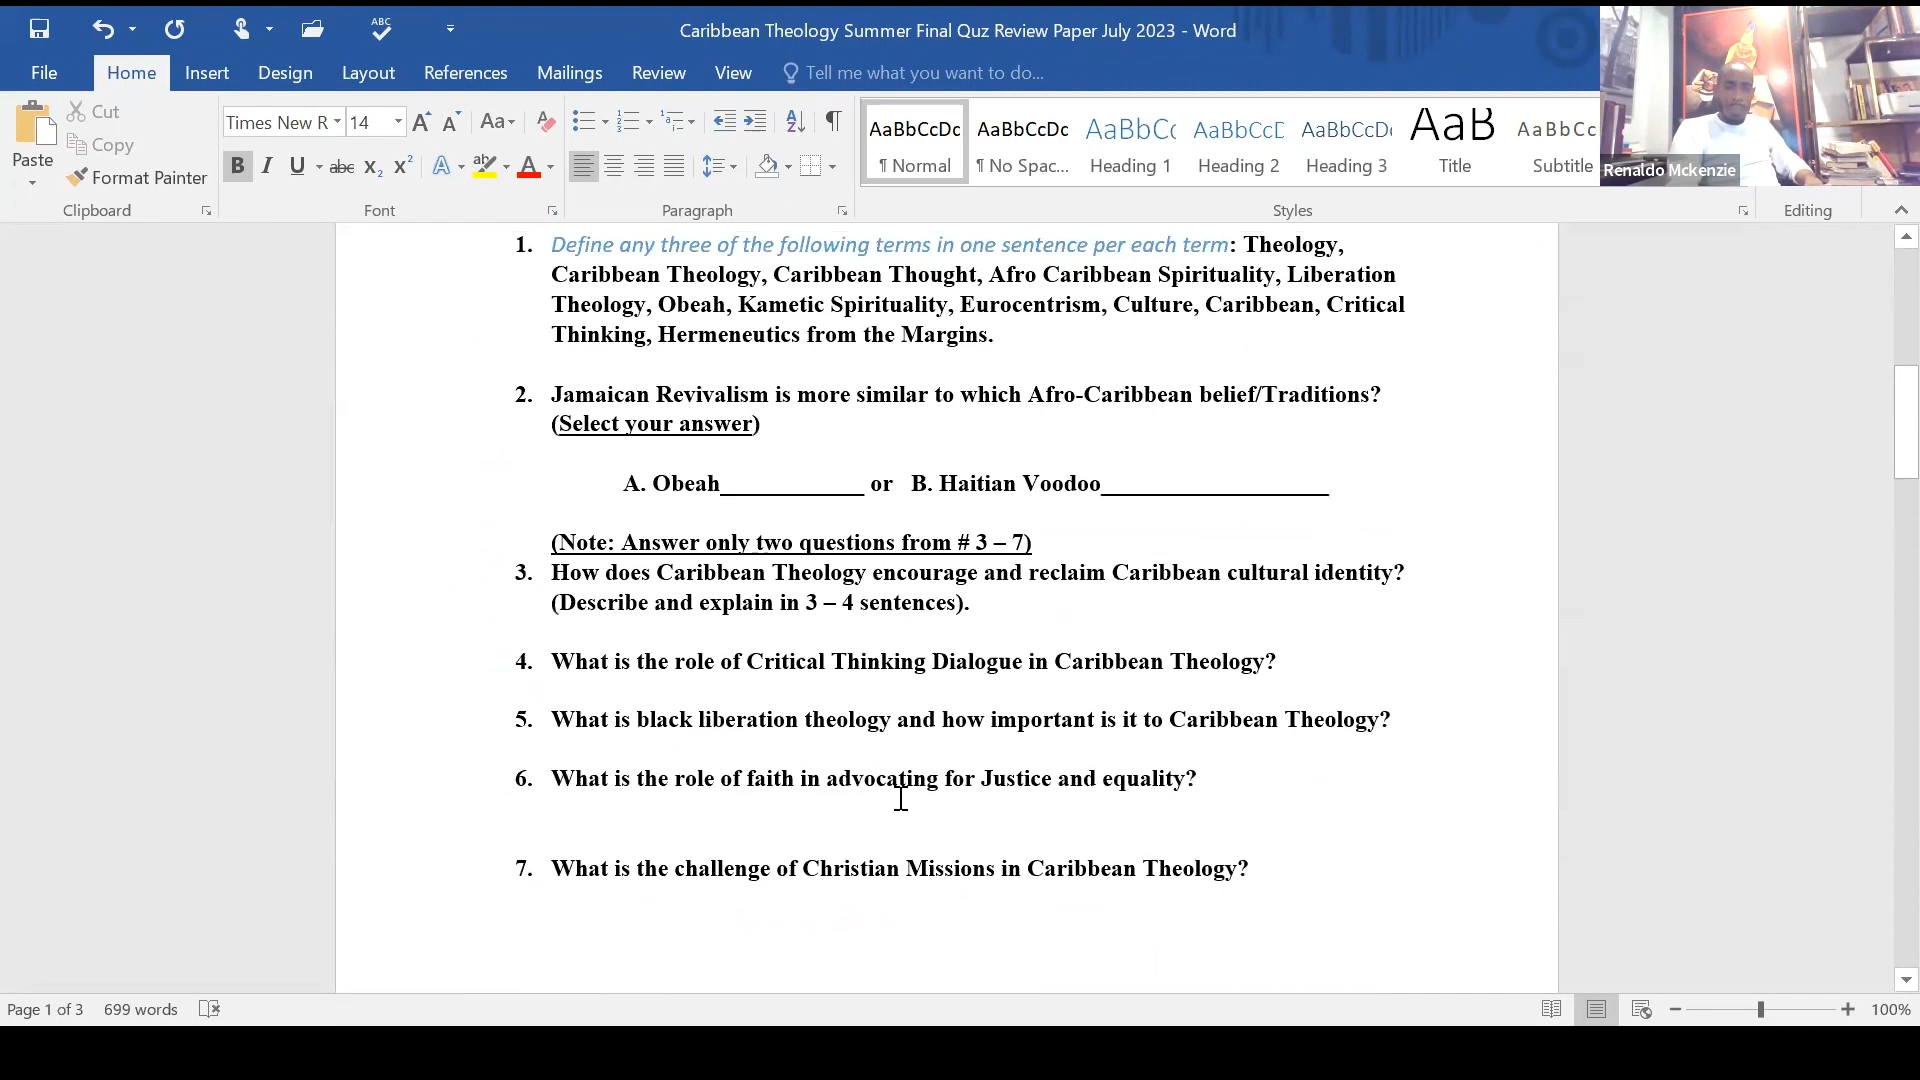 ABC
Caribbean Theology Summer Final Quz Review Paper July 2023 - Word
File Home Insert Design Layout References Mailings Review View Tell me what you want to do...
Renaldo Mckenzie
Paste
Cut
Copy
Format Painter
Times New R 14
Aa
B I U abc X₂ X²
AaBbCcDc AaBbCcDc AaBbCc AaBbCcD AaBbCcDc AaB AaBbCc
¶ Normal ¶ No Spac... Heading 1 Heading 2 Heading 3 Title Subtitle
Clipboard Font Paragraph Styles Editing
1. Define any three of the following terms in one sentence per each term: Theology,
Caribbean Theology, Caribbean Thought, Afro Caribbean Spirituality, Liberation
Theology, Obeah, Kametic Spirituality, Eurocentrism, Culture, Caribbean, Critical
Thinking, Hermeneutics from the Margins.
2. Jamaican Revivalism is more similar to which Afro-Caribbean belief/Traditions?
(Select your answer)
A. Obeah____________ or B. Haitian Voodoo___________________
(Note: Answer only two questions from # 3 – 7)
3. How does Caribbean Theology encourage and reclaim Caribbean cultural identity?
(Describe and explain in 3 – 4 sentences).
4. What is the role of Critical Thinking Dialogue in Caribbean Theology?
5. What is black liberation theology and how important is it to Caribbean Theology?
6. What is the role of faith in advocating for Justice and equality?
7. What is the challenge of Christian Missions in Caribbean Theology?
Page 1 of 3 699 words 100%